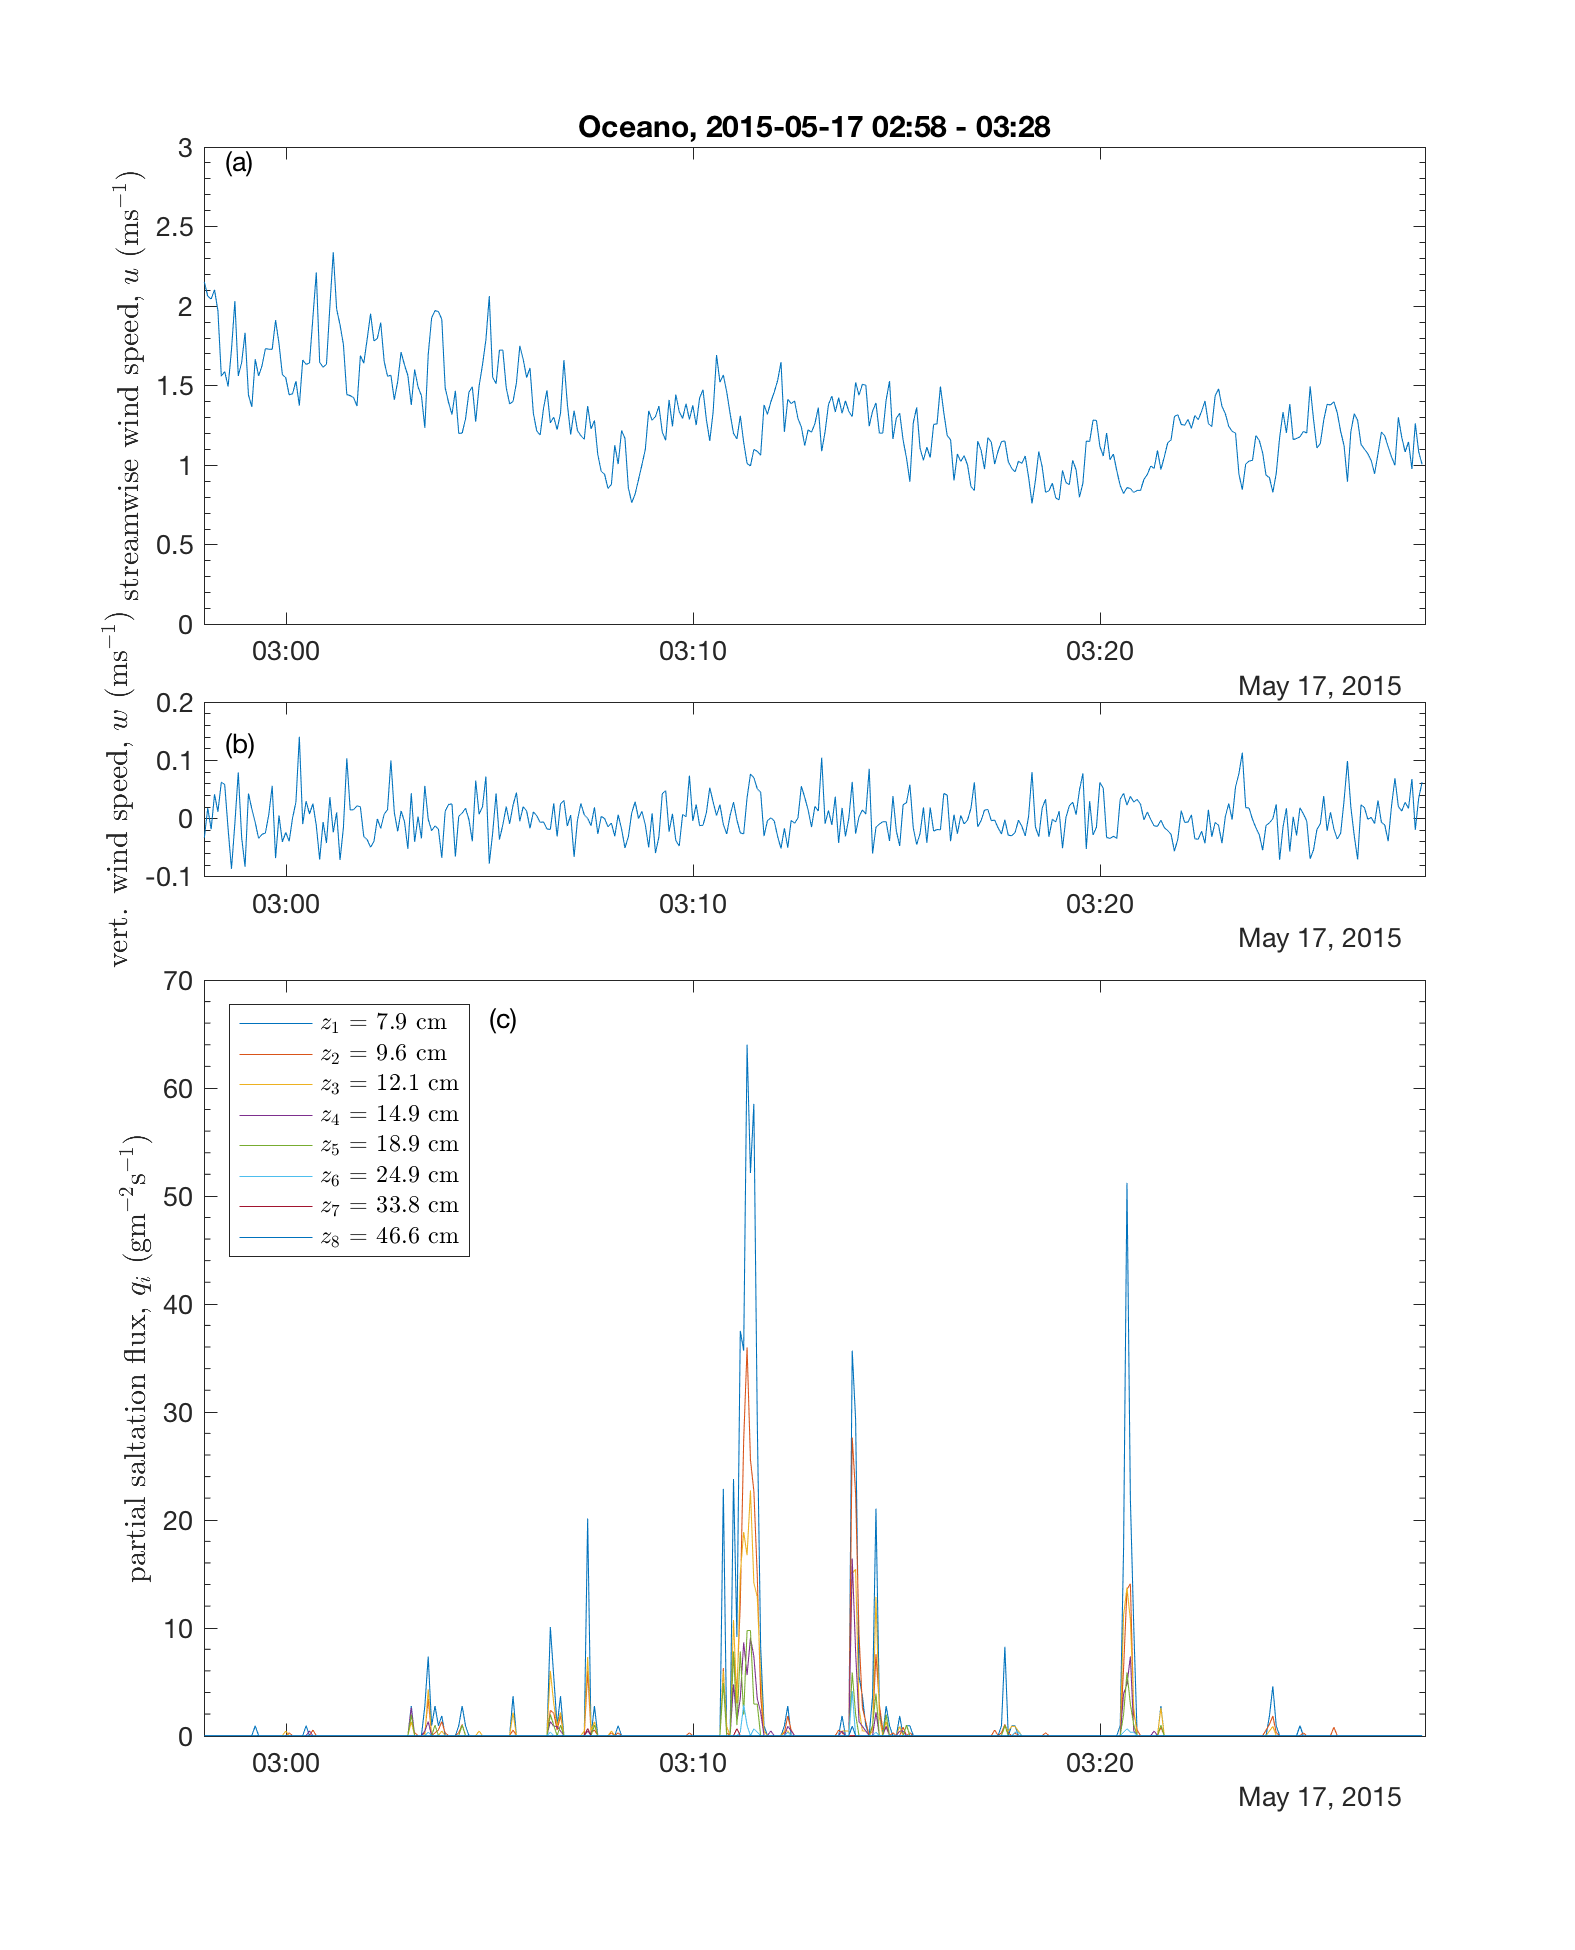 Oceano, 2015-05-17 02:58 - 03:28
(a)
streamwise wind speed, u (ms⁻¹)
3
2.5
2
1.5
1
0.5
0
03:00 03:10 03:20
May 17, 2015
(b)
vert. wind speed, w (ms⁻¹)
0.2
0.1
0
-0.1
03:00 03:10 03:20
May 17, 2015
(c)
partial saltation flux, qᵢ (gm⁻²s⁻¹)
70
60
50
40
30
20
10
0
z₁ = 7.9 cm
z₂ = 9.6 cm
z₃ = 12.1 cm
z₄ = 14.9 cm
z₅ = 18.9 cm
z₆ = 24.9 cm
z₇ = 33.8 cm
z₈ = 46.6 cm
03:00 03:10 03:20
May 17, 2015